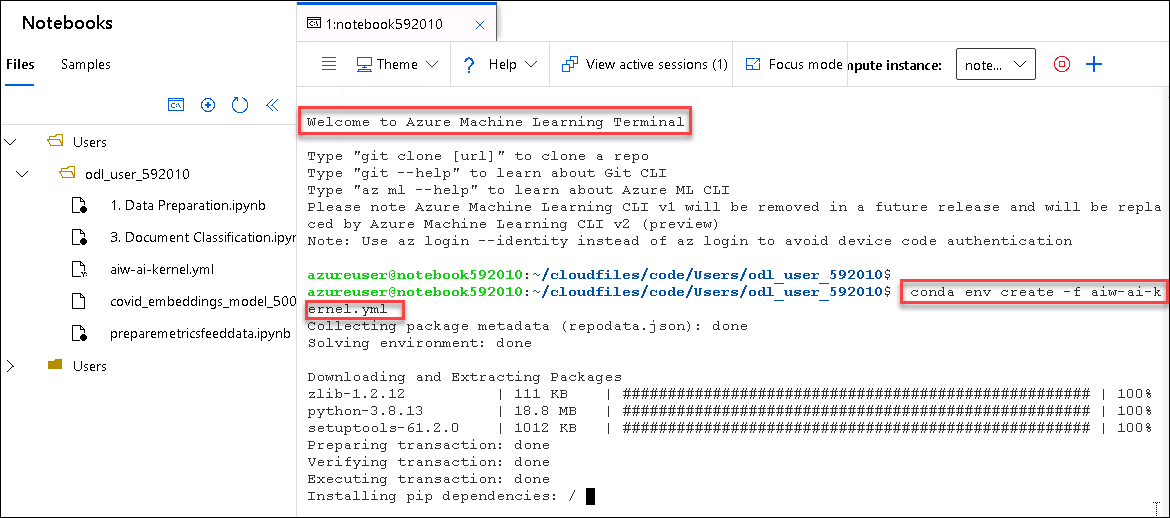 Notebooks
Files
Samples
Users
odl_user_592010
1. Data Preparation.ipynb
3. Document Classification.ipyn
aiw-ai-kernel.yml
covid_embeddings_model_500
preparemetricsfeeddata.ipynb
Users
1:notebook592010
Theme
Help
View active sessions (1)
Focus mode
mpute instance:
note...
Welcome to Azure Machine Learning Terminal
Type "git clone [url]" to clone a repo
Type "git --help" to learn about Git CLI
Type "az ml --help" to learn about Azure ML CLI
Please note Azure Machine Learning CLI v1 will be removed in a future release and will be repla
ced by Azure Machine Learning CLI v2 (preview)
Note: Use az login --identity instead of az login to avoid device code authentication
azureuser@notebook592010:~/cloudfiles/code/Users/odl_user_592010$
azureuser@notebook592010:~/cloudfiles/code/Users/odl_user_592010$ conda env create -f aiw-ai-k
ernel.yml
Collecting package metadata (repodata.json): done
Solving environment: done
Downloading and Extracting Packages
zlib-1.2.12 | 111 KB | #################################################### | 100%
python-3.8.13 | 18.8 MB | #################################################### | 100%
setuptools-61.2.0 | 1012 KB | #################################################### | 100%
Preparing transaction: done
Verifying transaction: done
Executing transaction: done
Installing pip dependencies: /